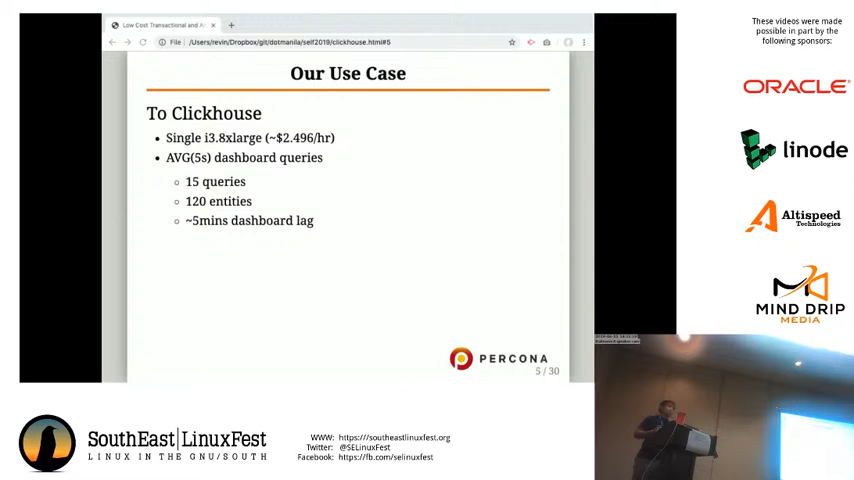 Low Cost Transactional and A
File
/Users/revin/Dropbox/git/dotmanila/self2019/clickhouse.html#5
Our Use Case
To Clickhouse
Single i3.8xlarge (~$2.496/hr)
AVG(5s) dashboard queries
15 queries
120 entities
~5mins dashboard lag
PERCONA
5 / 30
These videos were made
possible in part by the
following sponsors:
ORACLE
linode
Altispeed
Technologies
MIND DRIP
MEDIA
SouthEast|LinuxFest
LINUX IN THE GNU/SOUTH
WWW: https:///southeastlinuxfest.org
Twitter: @SELinuxFest
Facebook: https://fb.com/selinuxfest